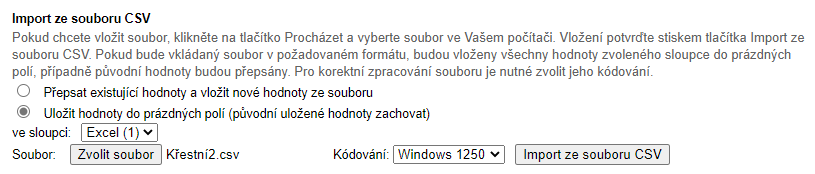 Import ze souboru CSV
Pokud chcete vložit soubor, klikněte na tlačítko Procházet a vyberte soubor ve Vašem počítači. Vložení potvrďte stiskem tlačítka Import ze
souboru CSV. Pokud bude vkládaný soubor v požadovaném formátu, budou vloženy všechny hodnoty zvoleného sloupce do prázdných
polí, případně původní hodnoty budou přepsány. Pro korektní zpracování souboru je nutné zvolit jeho kódování.
Přepsat existující hodnoty a vložit nové hodnoty ze souboru
Uložit hodnoty do prázdných polí (původní uložené hodnoty zachovat)
ve sloupci: Excel (1)
Soubor: Zvolit soubor Křestní2.csv Kódování: Windows 1250 Import ze souboru CSV